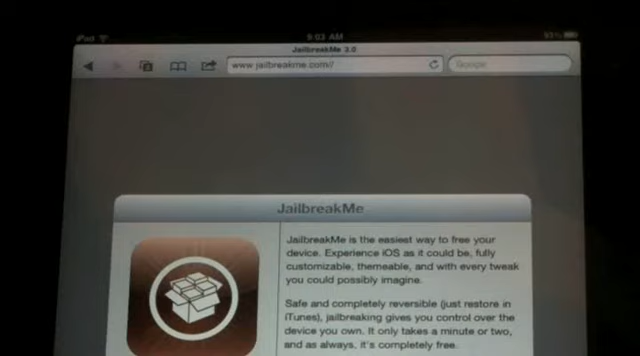 iPad 9:03 AM 93%
JailbreakMe 3.0
www.jailbreakme.com// Google
JailbreakMe
JailbreakMe is the easiest way to free your
device. Experience iOS as it could be, fully
customizable, themeable, and with every tweak
you could possibly imagine.
Safe and completely reversible (just restore in
iTunes), jailbreaking gives you control over the
device you own. It only takes a minute or two,
and as always, it's completely free.